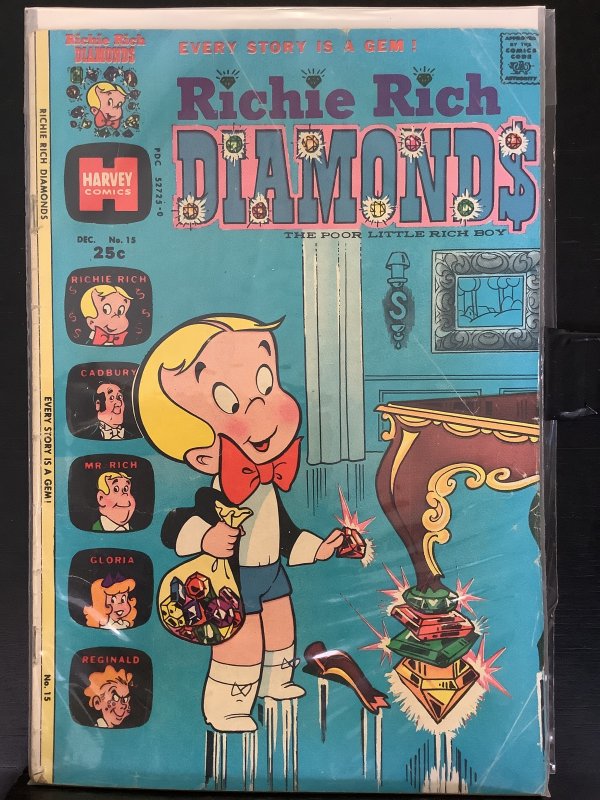 Richie Rich
DIAMONDS
EVERY STORY IS A GEM!
APPROVED
BY THE
COMICS
CODE
AUTHORITY
Richie Rich
DIAMOND$
THE POOR LITTLE RICH BOY
HARVEY
COMICS
PDC 52725-0
DEC. No. 15
25¢
RICHIE RICH
CADBURY
MR RICH
GLORIA
REGINALD
S
RICHIE RICH DIAMONDS
EVERY STORY IS A GEM!
No. 15